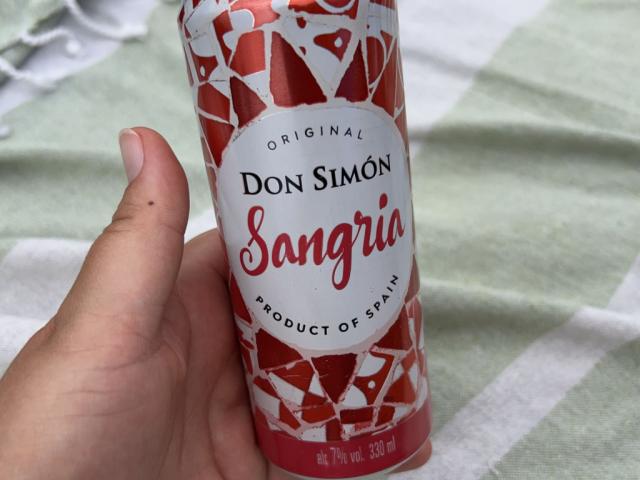 ORIGINAL
DON SIMÓN
Sangria
PRODUCT OF SPAIN
alc 7% vol. 330 ml